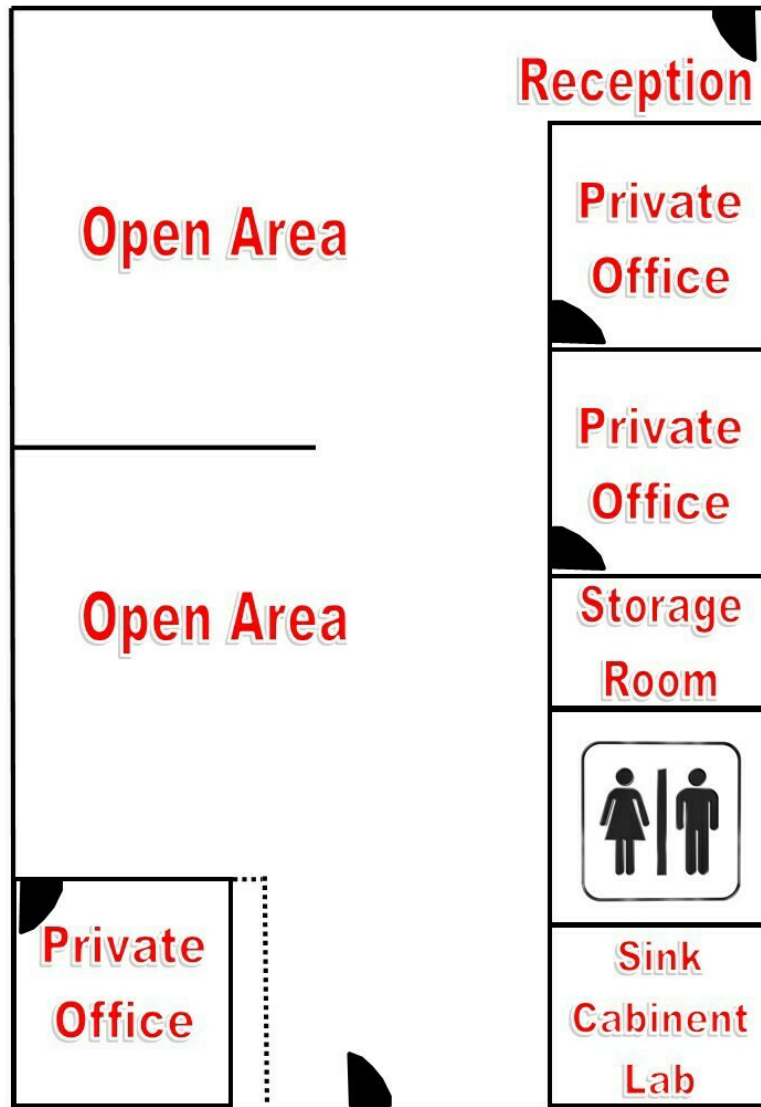 Reception
Open Area
Private
Office
Private
Office
Open Area
Storage
Room
Private
Office
Sink
Cabinent
Lab